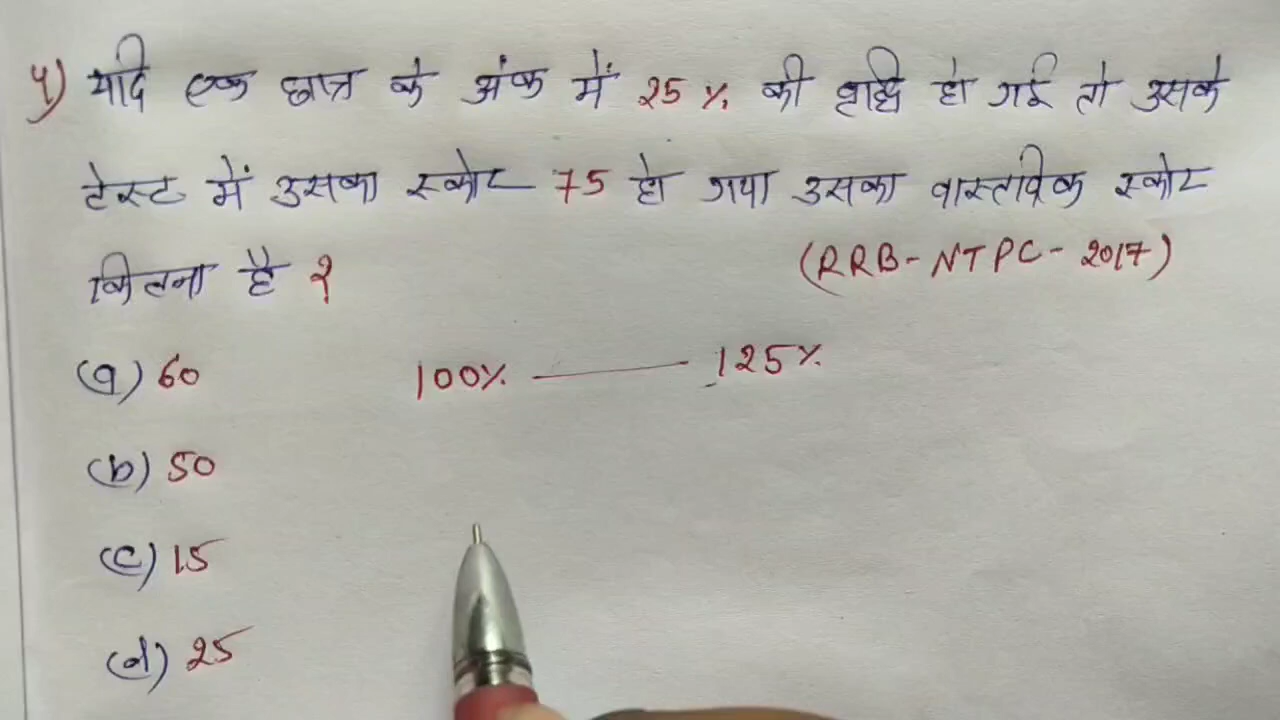 5) यदि एक छात्र के अंक में 25 % की वृद्धि हो गई तो उसके
टेस्ट में उसका स्कोर 75 हो गया उसका वास्तविक स्कोर
कितना है ?
(RRB-NTPC-2017)
(a) 60
100% — 125%
(b) 50
(c) 15
(d) 25